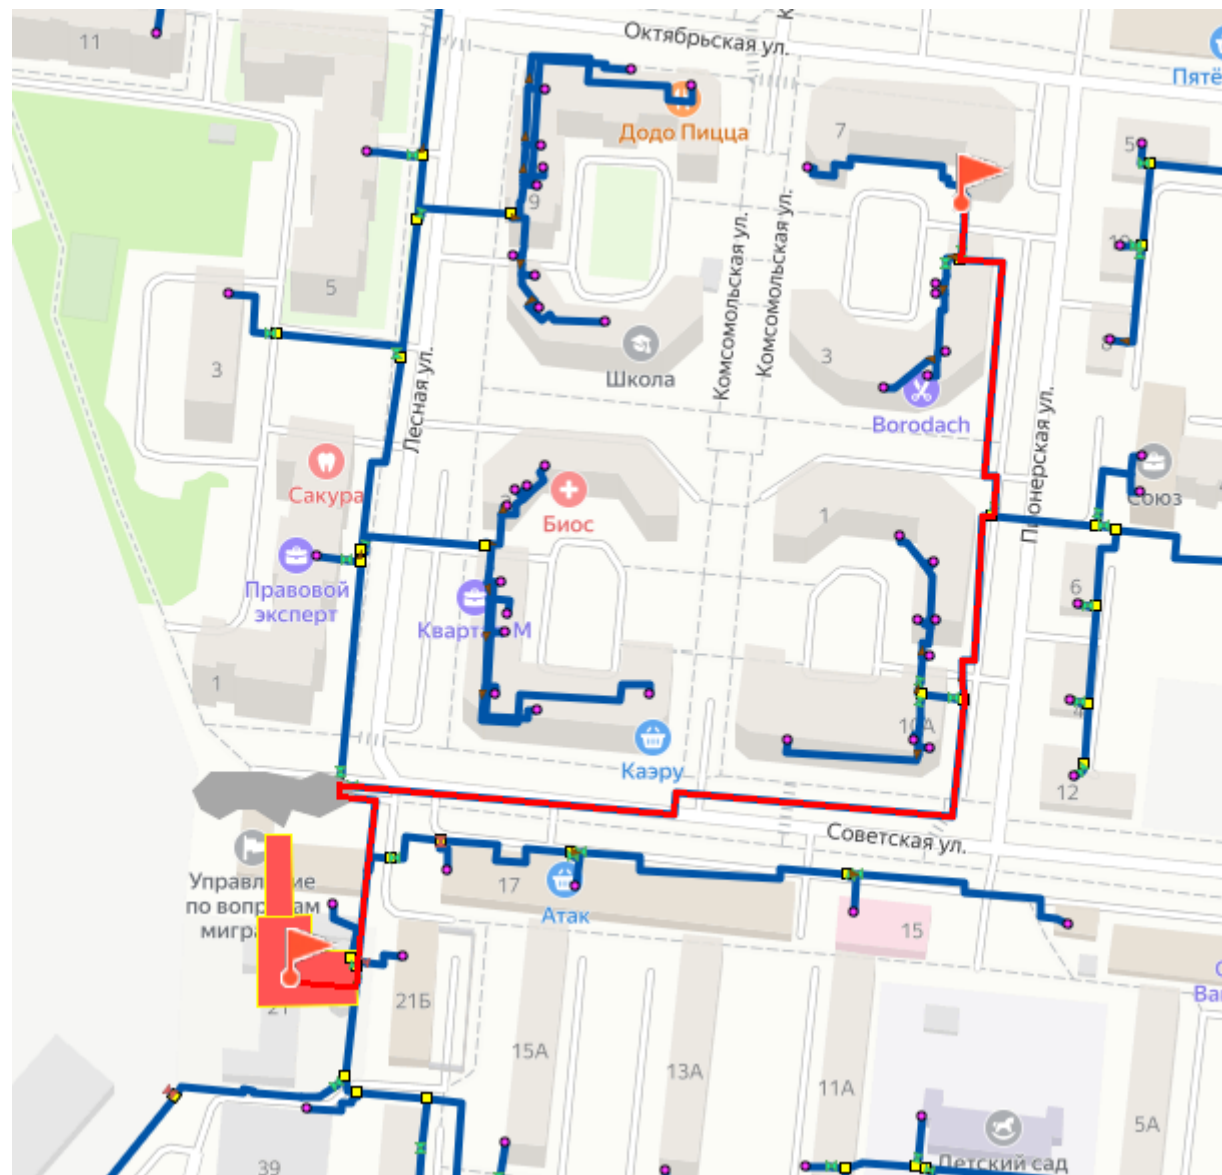 11
Октябрьская ул.
Пятё
Додо Пицца
7
5
9
Комсомольская ул.
Комсомольская ул.
5
3
Школа
3
Borodach
Лесная ул.
Пионерская ул.
Сакура
Биос
1
Союз
Правовой
эксперт
6
1
10А
Каэру
12
Советская ул.
Управление
17
Атак
15
21
21Б
15А
13А
11А
5А
39
Детский сад